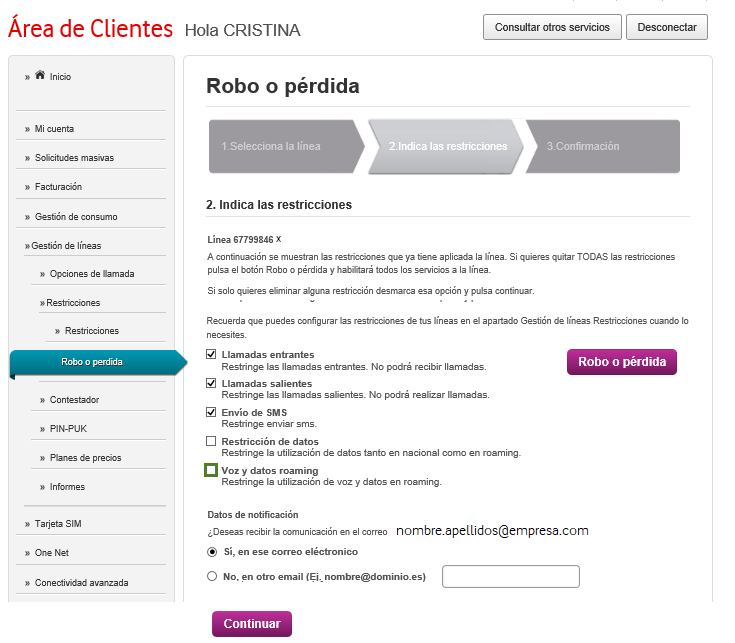 Área de Clientes Hola CRISTINA
Consultar otros servicios Desconectar
» Inicio
» Mi cuenta
» Solicitudes masivas
» Facturación
» Gestión de consumo
» Gestión de líneas
» Opciones de llamada
» Restricciones
» Restricciones
Robo o perdida
» Contestador
» PIN-PUK
» Planes de precios
» Informes
» Tarjeta SIM
» One Net
» Conectividad avanzada
Robo o pérdida
1.Selecciona la línea 2.Indica las restricciones 3.Confirmación
2. Indica las restricciones
Línea 67799846 x
A continuación se muestran las restricciones que ya tiene aplicada la línea. Si quieres quitar TODAS las restricciones
pulsa el botón Robo o pérdida y habilitará todos los servicios a la línea.
Si solo quieres eliminar alguna restricción desmarca esa opción y pulsa continuar.
Recuerda que puedes configurar las restricciones de tus líneas en el apartado Gestión de líneas Restricciones cuando lo
necesites.
Llamadas entrantes
Restringe las llamadas entrantes. No podrá recibir llamadas.
Robo o pérdida
Llamadas salientes
Restringe las llamadas salientes. No podrá realizar llamadas.
Envío de SMS
Restringe enviar sms.
Restricción de datos
Restringe la utilización de datos tanto en nacional como en roaming.
Voz y datos roaming
Restringe la utilización de voz y datos en roaming.
Datos de notificación
¿Deseas recibir la comunicación en el correo nombre.apellidos@empresa.com
Sí, en ese correo eléctronico
No, en otro email (Ej. nombre@dominio.es)
Continuar